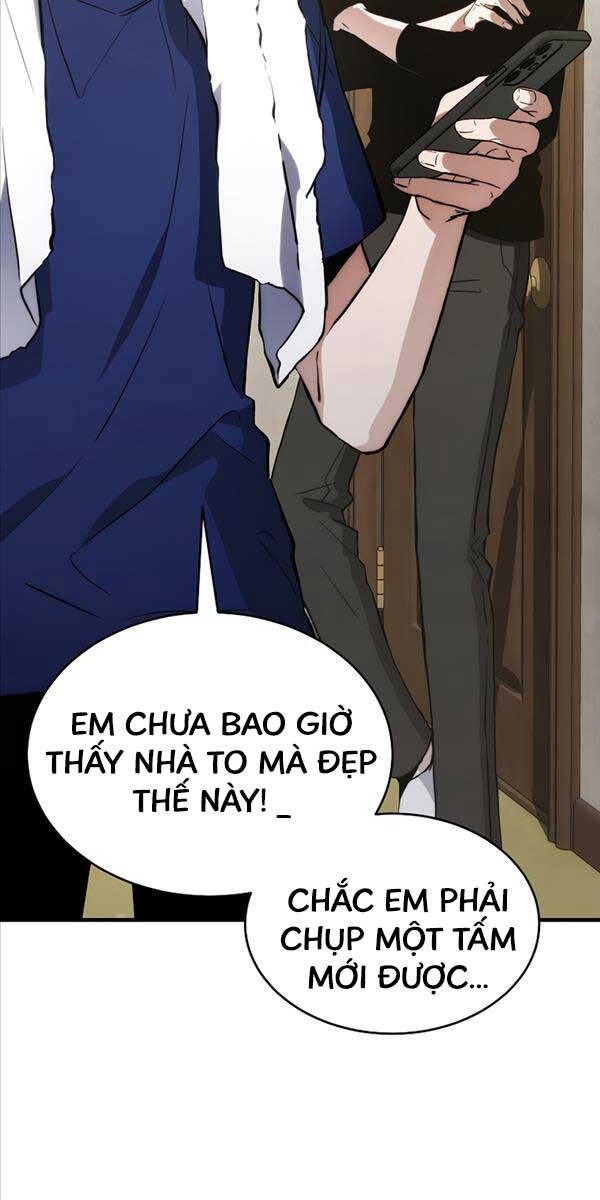 EM CHƯA BAO GIỜ
THẤY NHÀ TO MÀ ĐẸP
THẾ NÀY! _
CHẮC EM PHẢI
CHỤP MỘT TẤM
MỚI ĐƯỢC...